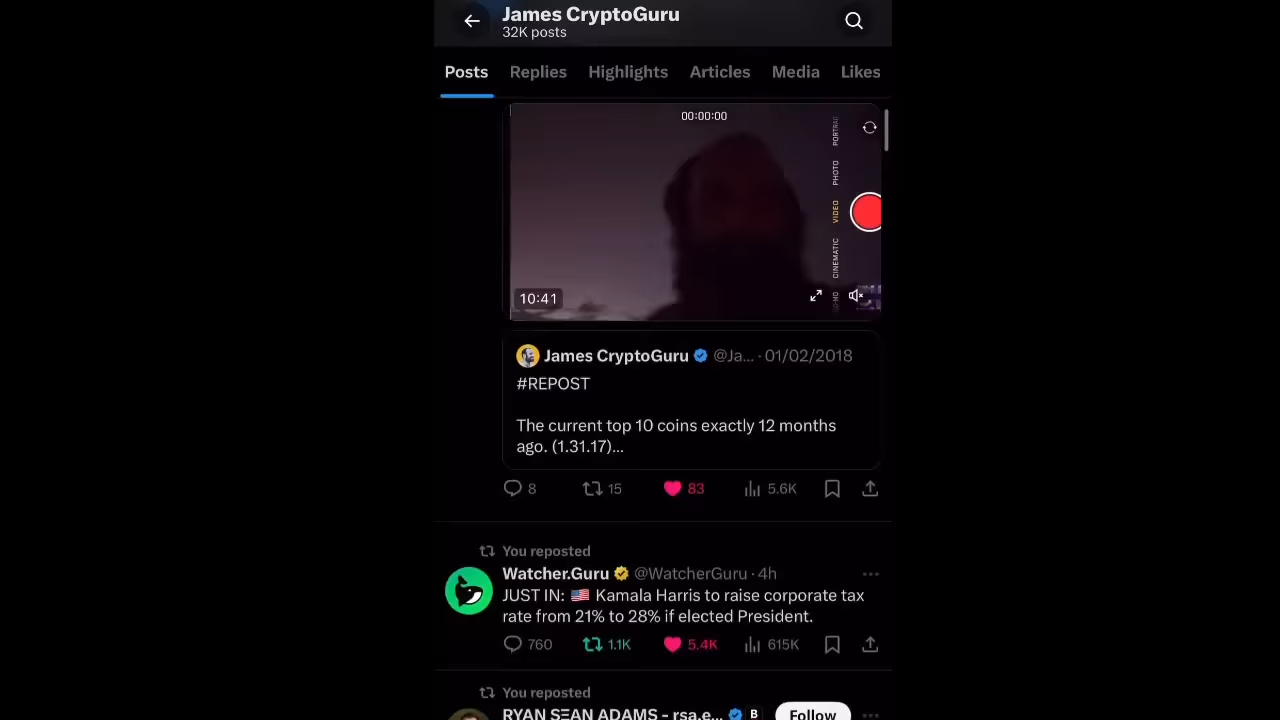 James CryptoGuru
32K posts
Posts Replies Highlights Articles Media Likes
00:00:00
PORTRAIT
PHOTO
VIDEO
CINEMATIC
10:41
James CryptoGuru @Ja... · 01/02/2018
#REPOST
The current top 10 coins exactly 12 months
ago. (1.31.17)...
8 15 83 5.6K
You reposted
Watcher.Guru @WatcherGuru · 4h
JUST IN: 🇺🇸 Kamala Harris to raise corporate tax
rate from 21% to 28% if elected President.
760 1.1K 5.4K 615K
You reposted
RYAN SΞAN ADAMS - rsa.e... B Follow